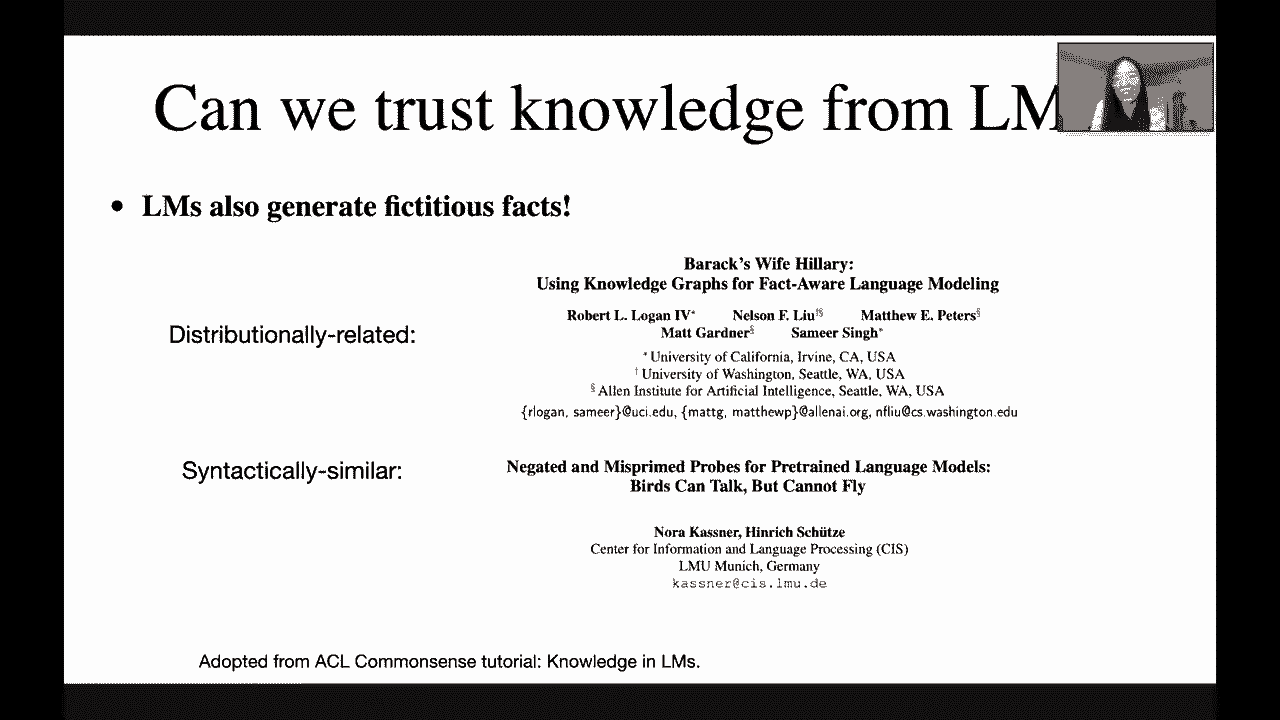 Can we trust knowledge from LM
• LMs also generate fictitious facts!
Distributionally-related:
Barack's Wife Hillary:
Using Knowledge Graphs for Fact-Aware Language Modeling
Robert L. Logan IV* Nelson F. Liu†§ Matthew E. Peters§
Matt Gardner§ Sameer Singh*
* University of California, Irvine, CA, USA
† University of Washington, Seattle, WA, USA
§ Allen Institute for Artificial Intelligence, Seattle, WA, USA
{rlogan, sameer}@uci.edu, {mattg, matthewp}@allenai.org, nfliu@cs.washington.edu
Syntactically-similar:
Negated and Misprimed Probes for Pretrained Language Models:
Birds Can Talk, But Cannot Fly
Nora Kassner, Hinrich Schütze
Center for Information and Language Processing (CIS)
LMU Munich, Germany
kassner@cis.lmu.de
Adopted from ACL Commonsense tutorial: Knowledge in LMs.